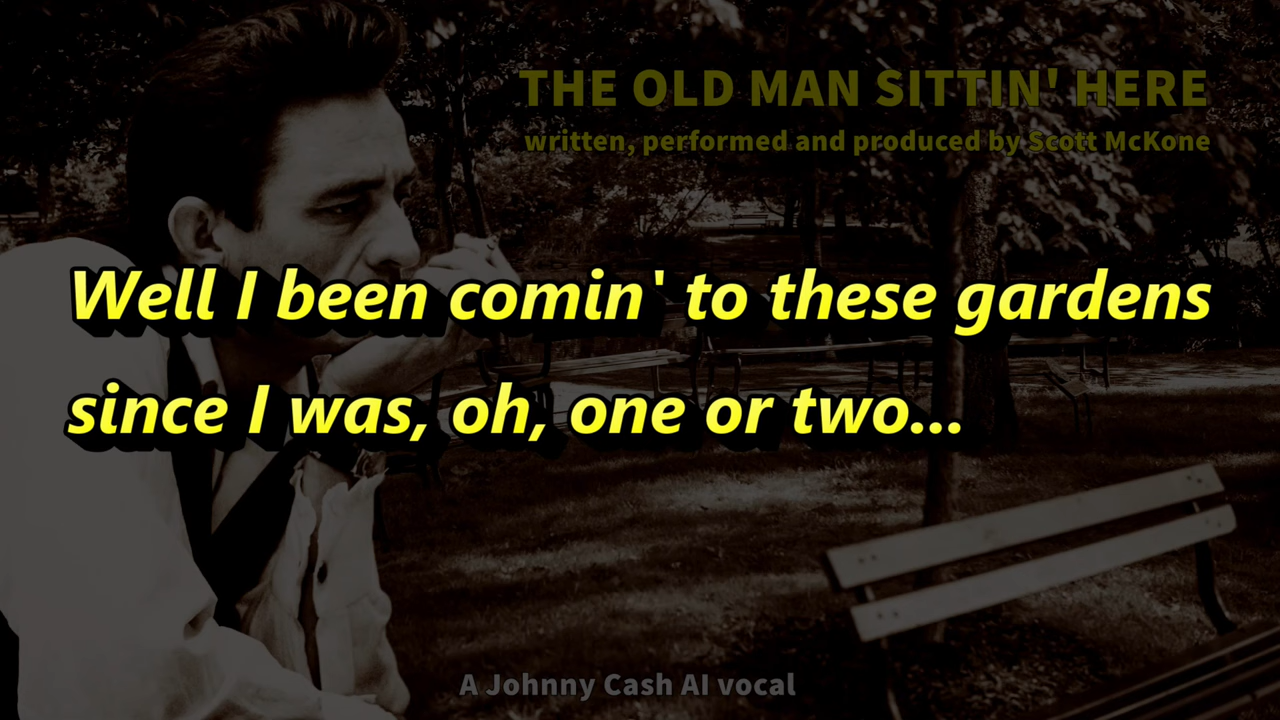 THE OLD MAN SITTIN' HERE
written, performed and produced by Scott McKone
Well I been comin' to these gardens
since I was, oh, one or two...
A Johnny Cash AI vocal